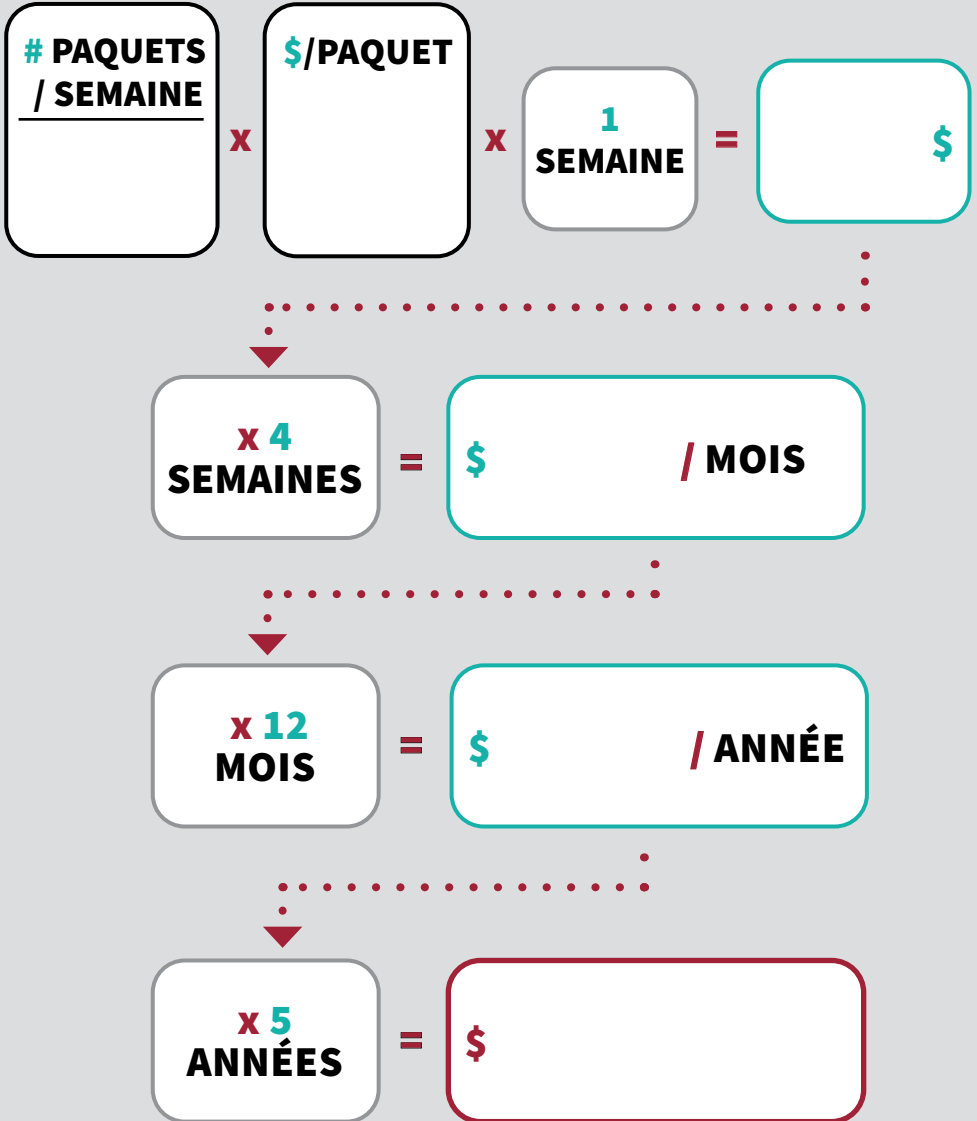 # PAQUETS
/ SEMAINE
x
$/PAQUET
x
1
SEMAINE
=
$
x 4
SEMAINES
=
$ / MOIS
x 12
MOIS
=
$ / ANNÉE
x 5
ANNÉES
=
$